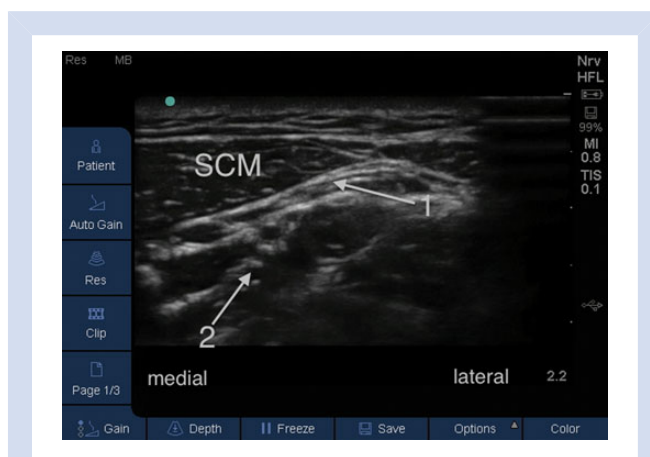 Res MB
Nrv
HFL
99%
MI
0.8
TIS
0.1
Patient
Auto Gain
Res
Clip
Page 1/3
SCM
1
2
medial lateral 2.2
Gain Depth Freeze Save Options Color